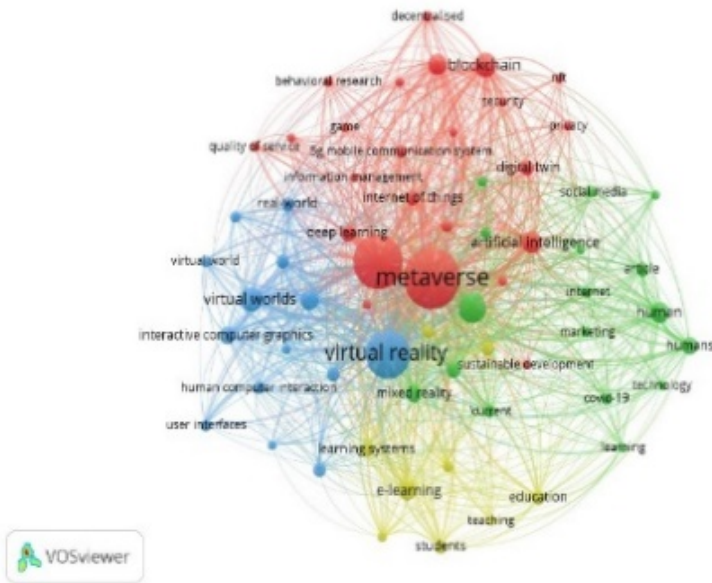 decentralised
blockchain
behavioral research
nft
security
game
privacy
quality of service
5g mobile communication system
digital twin
information management
social media
internet of things
real-world
deep learning
artificial intelligence
virtual world
article
metaverse
internet
virtual worlds
human
marketing
interactive computer graphics
humans
virtual reality
sustainable development
human computer interaction
mixed reality
technology
covid-19
current
user interfaces
learning systems
learning
e-learning
education
teaching
students
VOSviewer